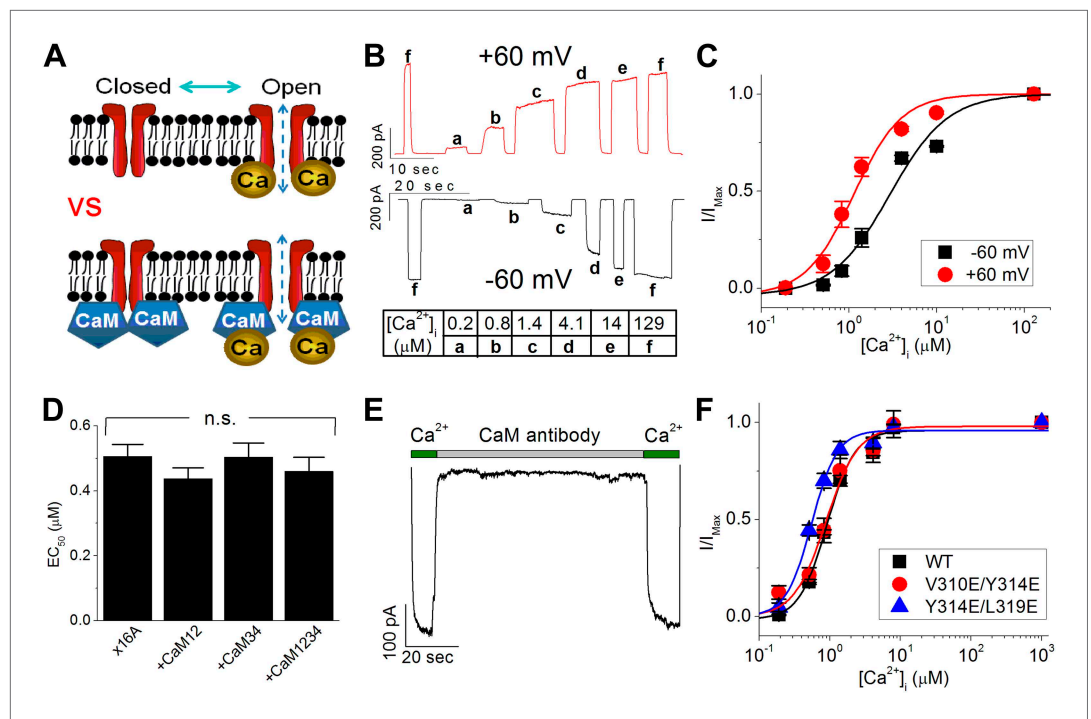 A
Closed
Open
Ca
Ca
VS
CaM
CaM
CaM
CaM
Ca
Ca
B
+60 mV
f
a
b
c
d
e
f
200 pA
10 sec
20 sec
200 pA
f
a
b
c
d
e
f
-60 mV
[Ca²⁺]ᵢ 0.2 0.8 1.4 4.1 14 129
(μM) a b c d e f
C
I/I_Max
1.0
0.5
0.0
-60 mV
+60 mV
10⁻¹ 10⁰ 10¹ 10²
[Ca²⁺]ᵢ (μM)
D
n.s.
EC₅₀ (μM)
0.6
0.4
0.2
0.0
x16A
+CaM12
+CaM34
+CaM1234
E
Ca²⁺
CaM antibody
Ca²⁺
100 pA
20 sec
F
I/I_Max
1.0
0.5
0.0
WT
V310E/Y314E
Y314E/L319E
10⁻¹ 10⁰ 10¹ 10² 10³
[Ca²⁺]ᵢ (μM)